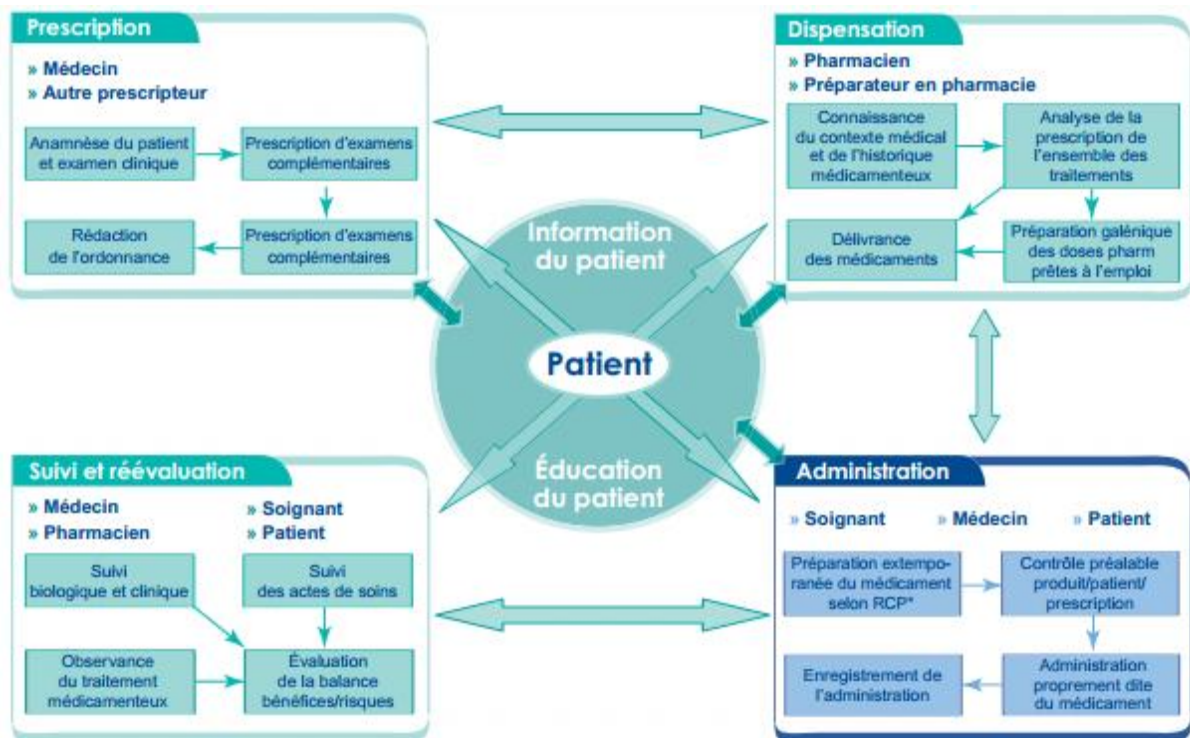 Prescription
» Médecin
» Autre prescripteur
Anamnèse du patient
et examen clinique
Prescription d'examens
complémentaires
Rédaction
de l'ordonnance
Prescription d'examens
complémentaires
Dispensation
» Pharmacien
» Préparateur en pharmacie
Connaissance
du contexte médical
et de l'historique
médicamenteux
Analyse de la
prescription de
l'ensemble des
traitements
Délivrance
des médicaments
Préparation galénique
des doses pharm
prêtes à l'emploi
Information
du patient
Patient
Éducation
du patient
Suivi et réévaluation
» Médecin
» Pharmacien
» Soignant
» Patient
Suivi
biologique et clinique
Suivi
des actes de soins
Observance
du traitement
médicamenteux
Évaluation
de la balance
bénéfices/risques
Administration
» Soignant
» Médecin
» Patient
Préparation extempo-
ranée du médicament
selon RCP*
Contrôle préalable
produit/patient/
prescription
Enregistrement de
l'administration
Administration
proprement dite
du médicament